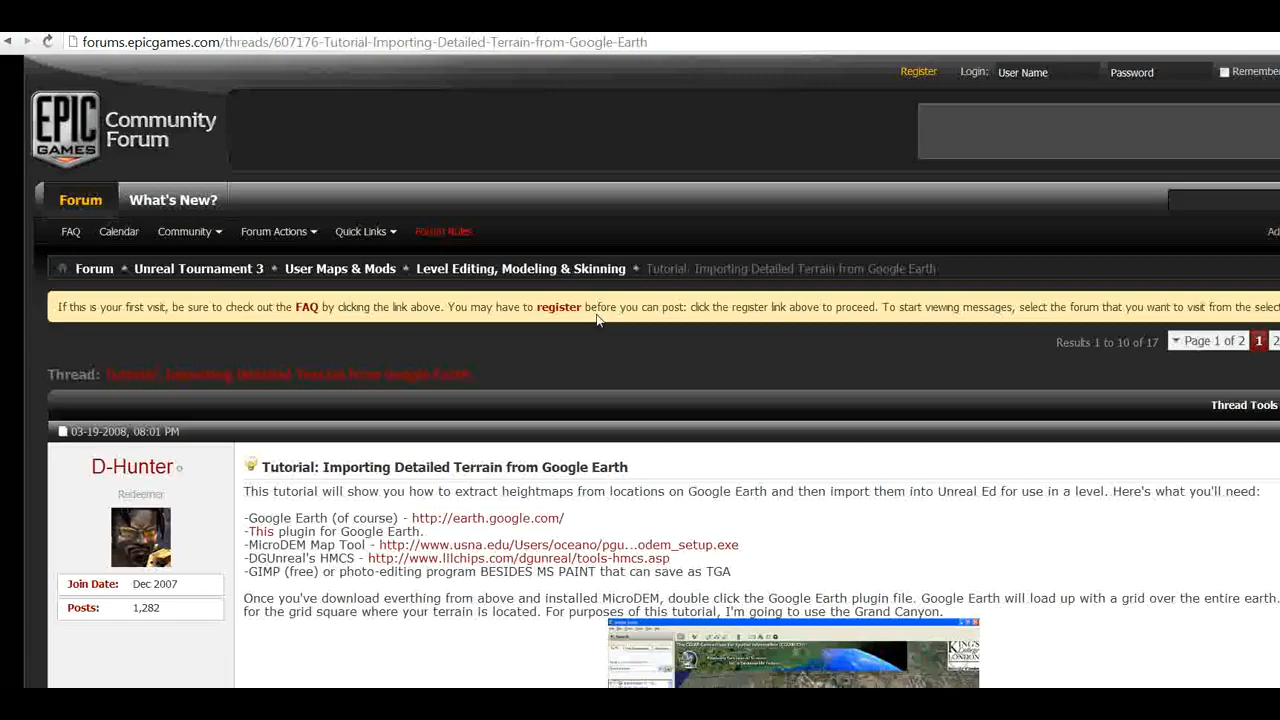 forums.epicgames.com/threads/607176-Tutorial-Importing-Detailed-Terrain-from-Google-Earth
Register Login: User Name Password Remember
EPIC GAMES
Community
Forum
Forum What's New?
FAQ Calendar Community Forum Actions Quick Links Forum Rules
Forum Unreal Tournament 3 User Maps & Mods Level Editing, Modeling & Skinning Tutorial: Importing Detailed Terrain from Google Earth
If this is your first visit, be sure to check out the FAQ by clicking the link above. You may have to register before you can post: click the register link above to proceed. To start viewing messages, select the forum that you want to visit from the select
Results 1 to 10 of 17 Page 1 of 2 1 2
Thread: Tutorial: Importing Detailed Terrain from Google Earth
Thread Tools
03-19-2008, 08:01 PM
D-Hunter
Redeemer
Join Date: Dec 2007
Posts: 1,282
Tutorial: Importing Detailed Terrain from Google Earth
This tutorial will show you how to extract heightmaps from locations on Google Earth and then import them into Unreal Ed for use in a level. Here's what you'll need:
-Google Earth (of course) - http://earth.google.com/
-This plugin for Google Earth.
-MicroDEM Map Tool - http://www.usna.edu/Users/oceano/pgu...odem_setup.exe
-DGUnreal's HMCS - http://www.lilchips.com/dgunreal/tools-hmcs.asp
-GIMP (free) or photo-editing program BESIDES MS PAINT that can save as TGA
Once you've download everthing from above and installed MicroDEM, double click the Google Earth plugin file. Google Earth will load up with a grid over the entire earth.
for the grid square where your terrain is located. For purposes of this tutorial, I'm going to use the Grand Canyon.
KING'S
LONDON